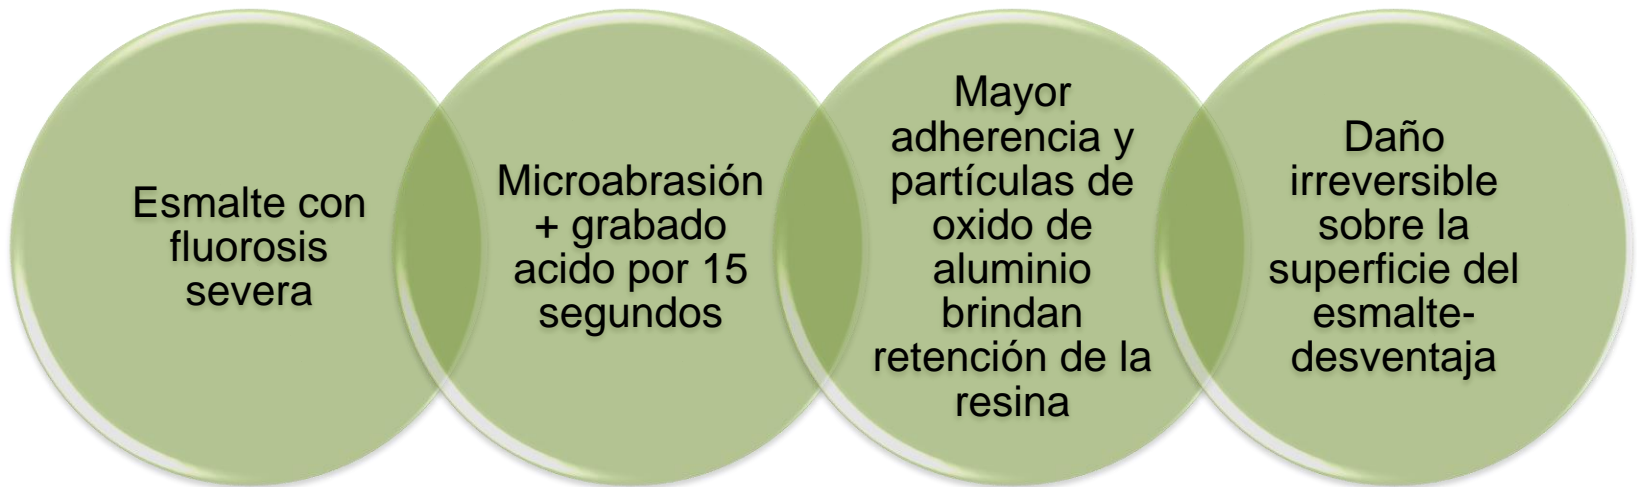 Esmalte con
fluorosis
severa
Microabrasión
+ grabado
acido por 15
segundos
Mayor
adherencia y
partículas de
oxido de
aluminio
brindan
retención de la
resina
Daño
irreversible
sobre la
superficie del
esmalte-
desventaja